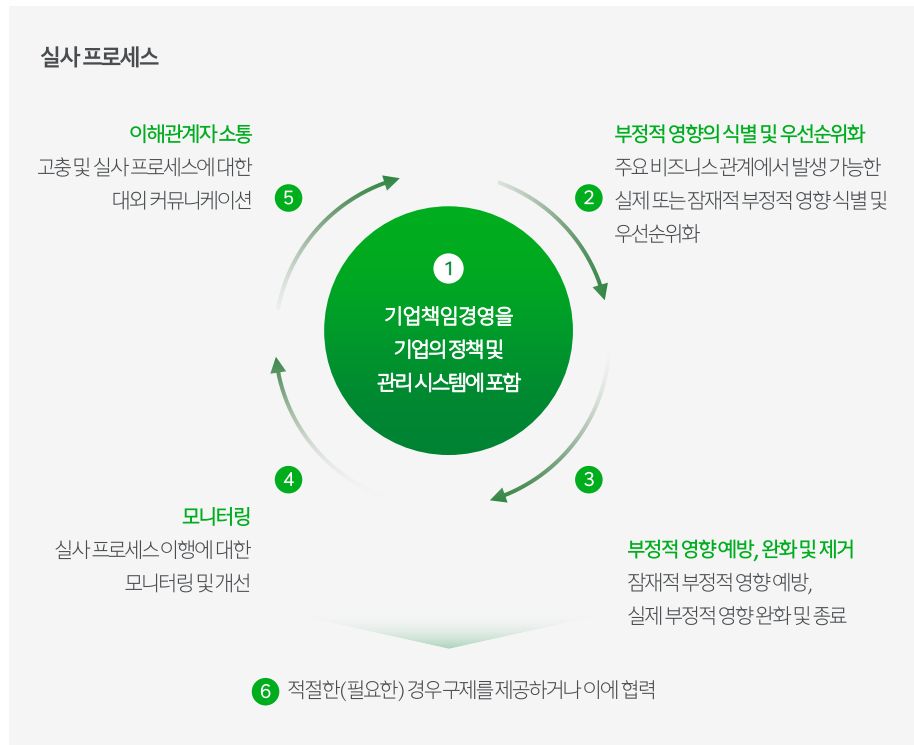 실사 프로세스
1
기업책임경영을
기업의 정책 및
관리 시스템에 포함
2
부정적 영향의 식별 및 우선순위화
주요 비즈니스 관계에서 발생 가능한
실제 또는 잠재적 부정적 영향 식별 및
우선순위화
3
부정적 영향 예방, 완화 및 제거
잠재적 부정적 영향 예방,
실제 부정적 영향 완화 및 종료
4
모니터링
실사 프로세스 이행에 대한
모니터링 및 개선
5
이해관계자 소통
고충 및 실사 프로세스에 대한
대외 커뮤니케이션
6 적절한(필요한) 경우 구제를 제공하거나 이에 협력